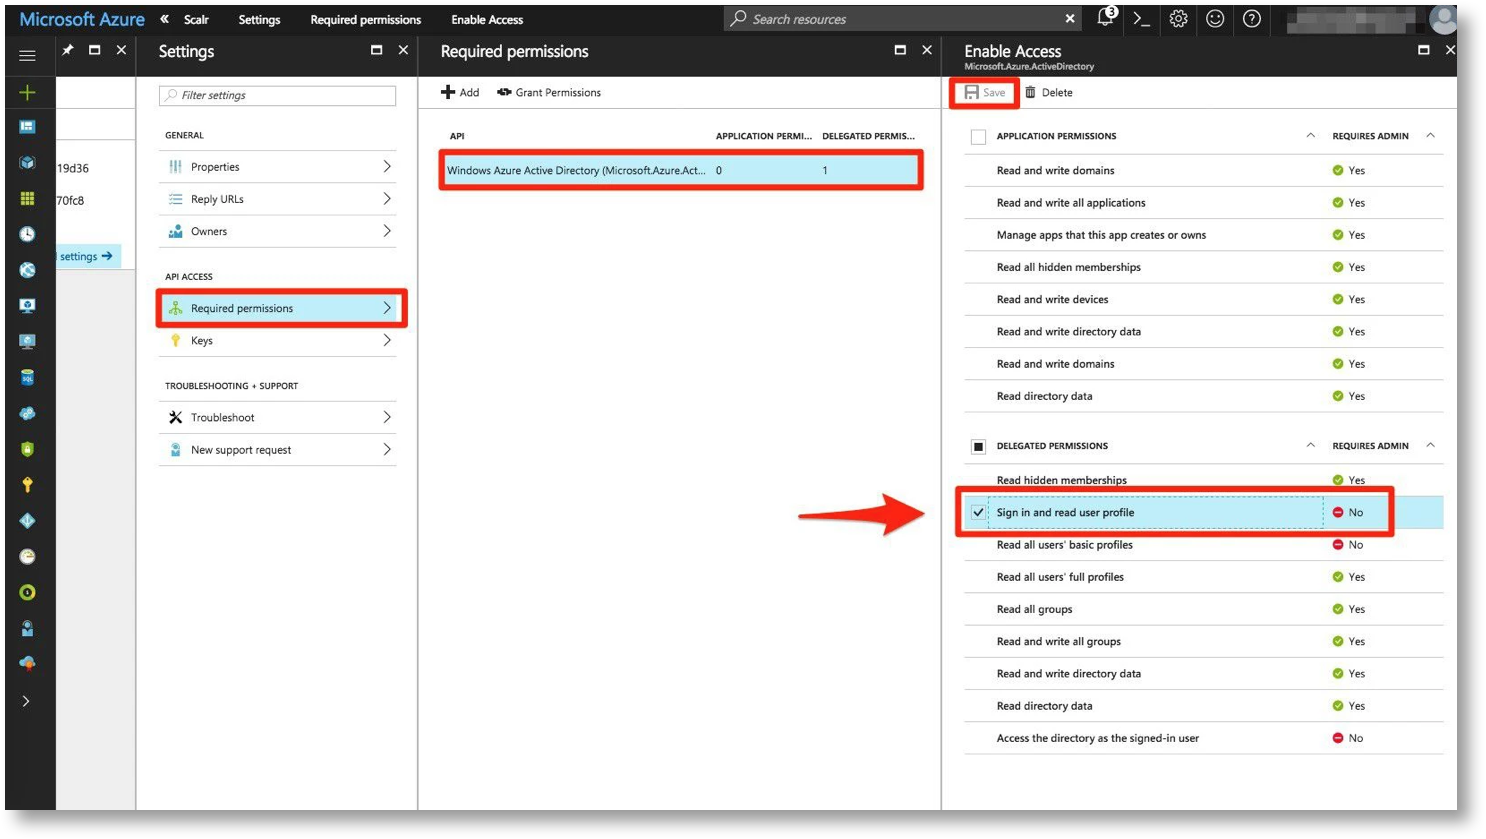 Microsoft Azure « Scalr Settings Required permissions Enable Access Search resources 3
19d36
70fc8
settings →
Settings
Filter settings
GENERAL
Properties
Reply URLs
Owners
API ACCESS
Required permissions
Keys
TROUBLESHOOTING + SUPPORT
Troubleshoot
New support request
Required permissions
Add Grant Permissions
API APPLICATION PERMI... DELEGATED PERMIS...
Windows Azure Active Directory (Microsoft.Azure.Act... 0 1
Enable Access
Microsoft.Azure.ActiveDirectory
Save Delete
APPLICATION PERMISSIONS REQUIRES ADMIN
Read and write domains Yes
Read and write all applications Yes
Manage apps that this app creates or owns Yes
Read all hidden memberships Yes
Read and write devices Yes
Read and write directory data Yes
Read and write domains Yes
Read directory data Yes
DELEGATED PERMISSIONS REQUIRES ADMIN
Read hidden memberships Yes
Sign in and read user profile No
Read all users' basic profiles No
Read all users' full profiles Yes
Read all groups Yes
Read and write all groups Yes
Read and write directory data Yes
Read directory data Yes
Access the directory as the signed-in user No